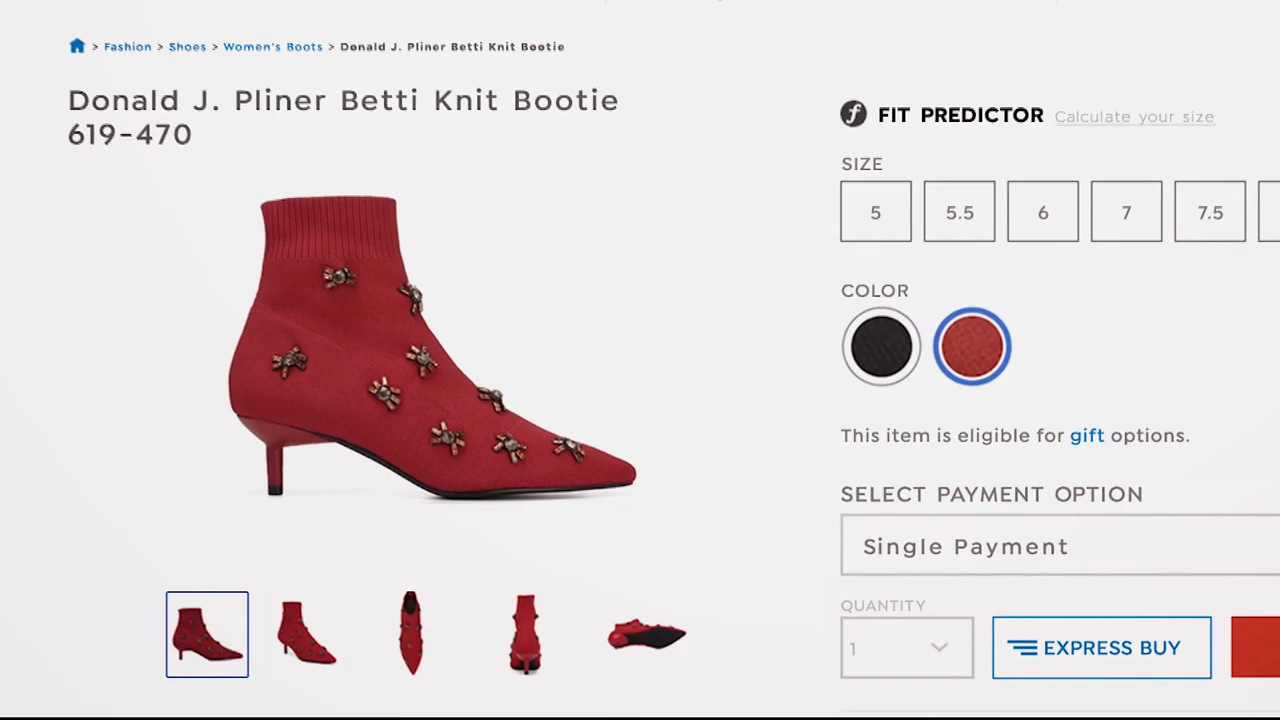 > Fashion > Shoes > Women's Boots > Donald J. Pliner Betti Knit Bootie
Donald J. Pliner Betti Knit Bootie
619-470
f FIT PREDICTOR Calculate your size
SIZE
5 5.5 6 7 7.5
COLOR
This item is eligible for gift options.
SELECT PAYMENT OPTION
Single Payment
QUANTITY
1
EXPRESS BUY